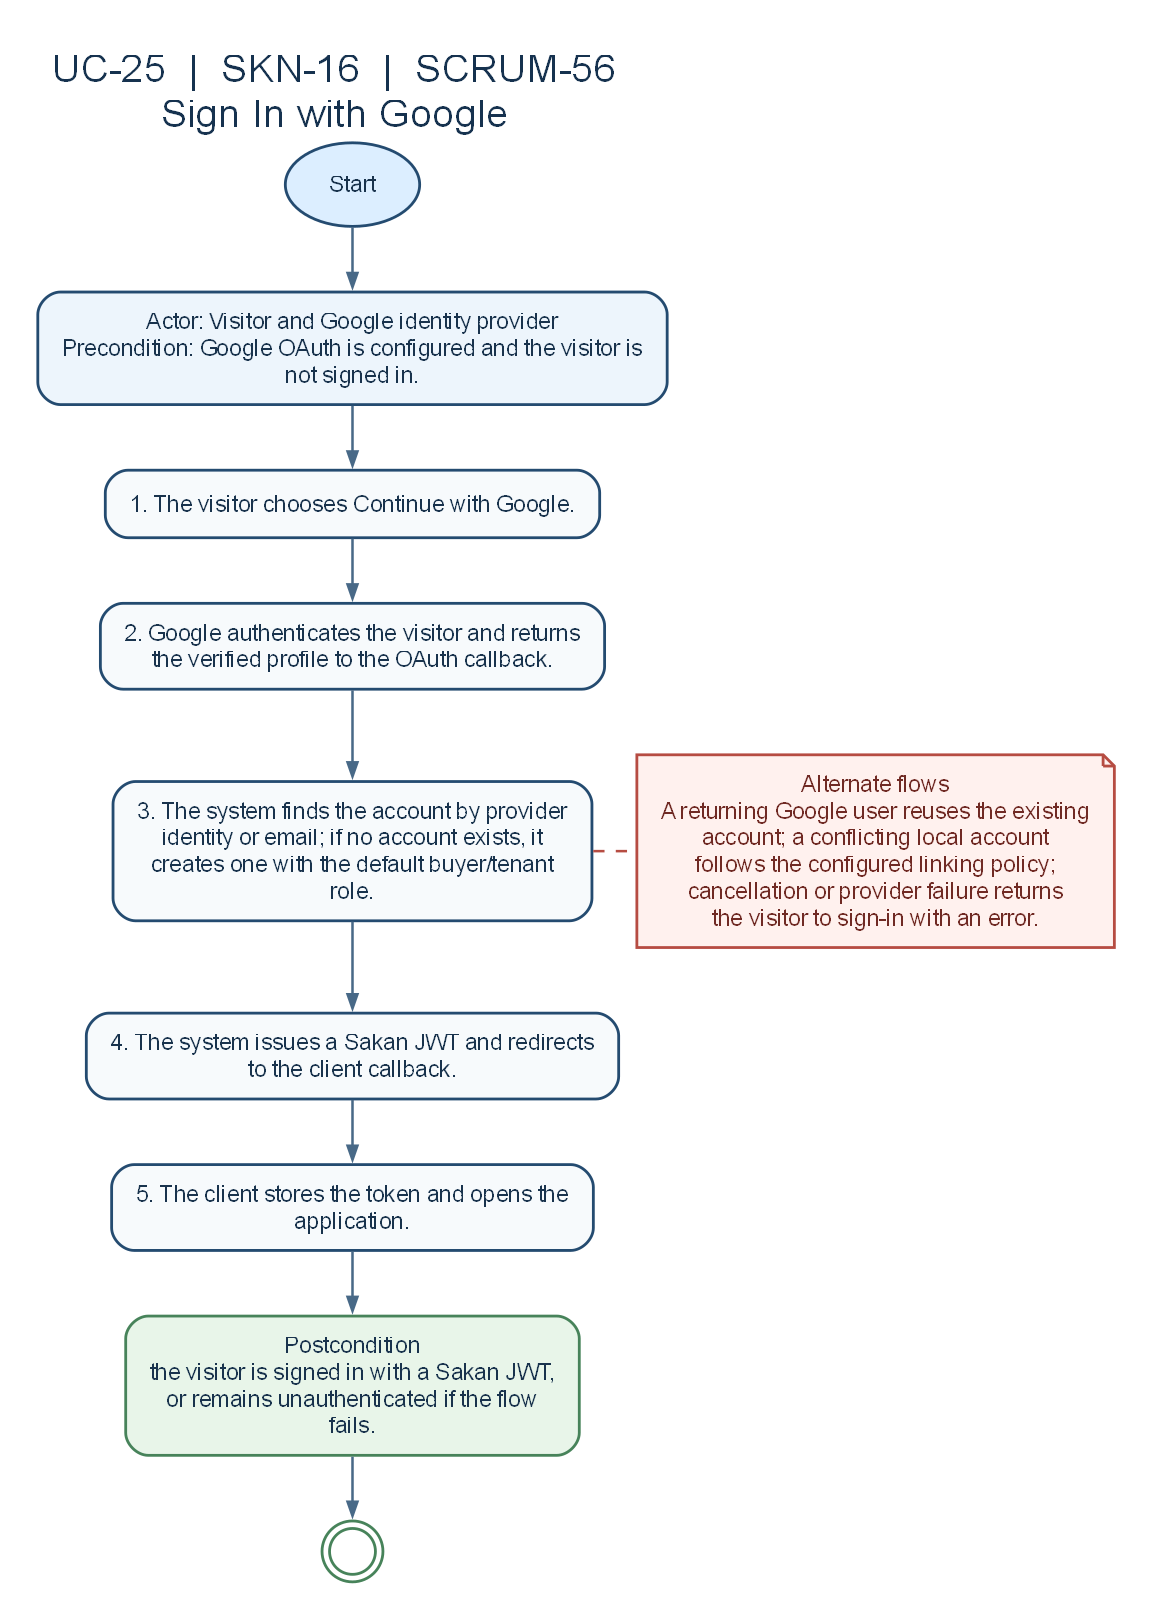 UC-25 | SKN-16 | SCRUM-56
Sign In with Google
Start
Actor: Visitor and Google identity provider
Precondition: Google OAuth is configured and the visitor is
not signed in.
1. The visitor chooses Continue with Google.
2. Google authenticates the visitor and returns
the verified profile to the OAuth callback.
3. The system finds the account by provider
identity or email; if no account exists, it
creates one with the default buyer/tenant
role.
Alternate flows
A returning Google user reuses the existing
account; a conflicting local account
follows the configured linking policy;
cancellation or provider failure returns
the visitor to sign-in with an error.
4. The system issues a Sakan JWT and redirects
to the client callback.
5. The client stores the token and opens the
application.
Postcondition
the visitor is signed in with a Sakan JWT,
or remains unauthenticated if the flow
fails.